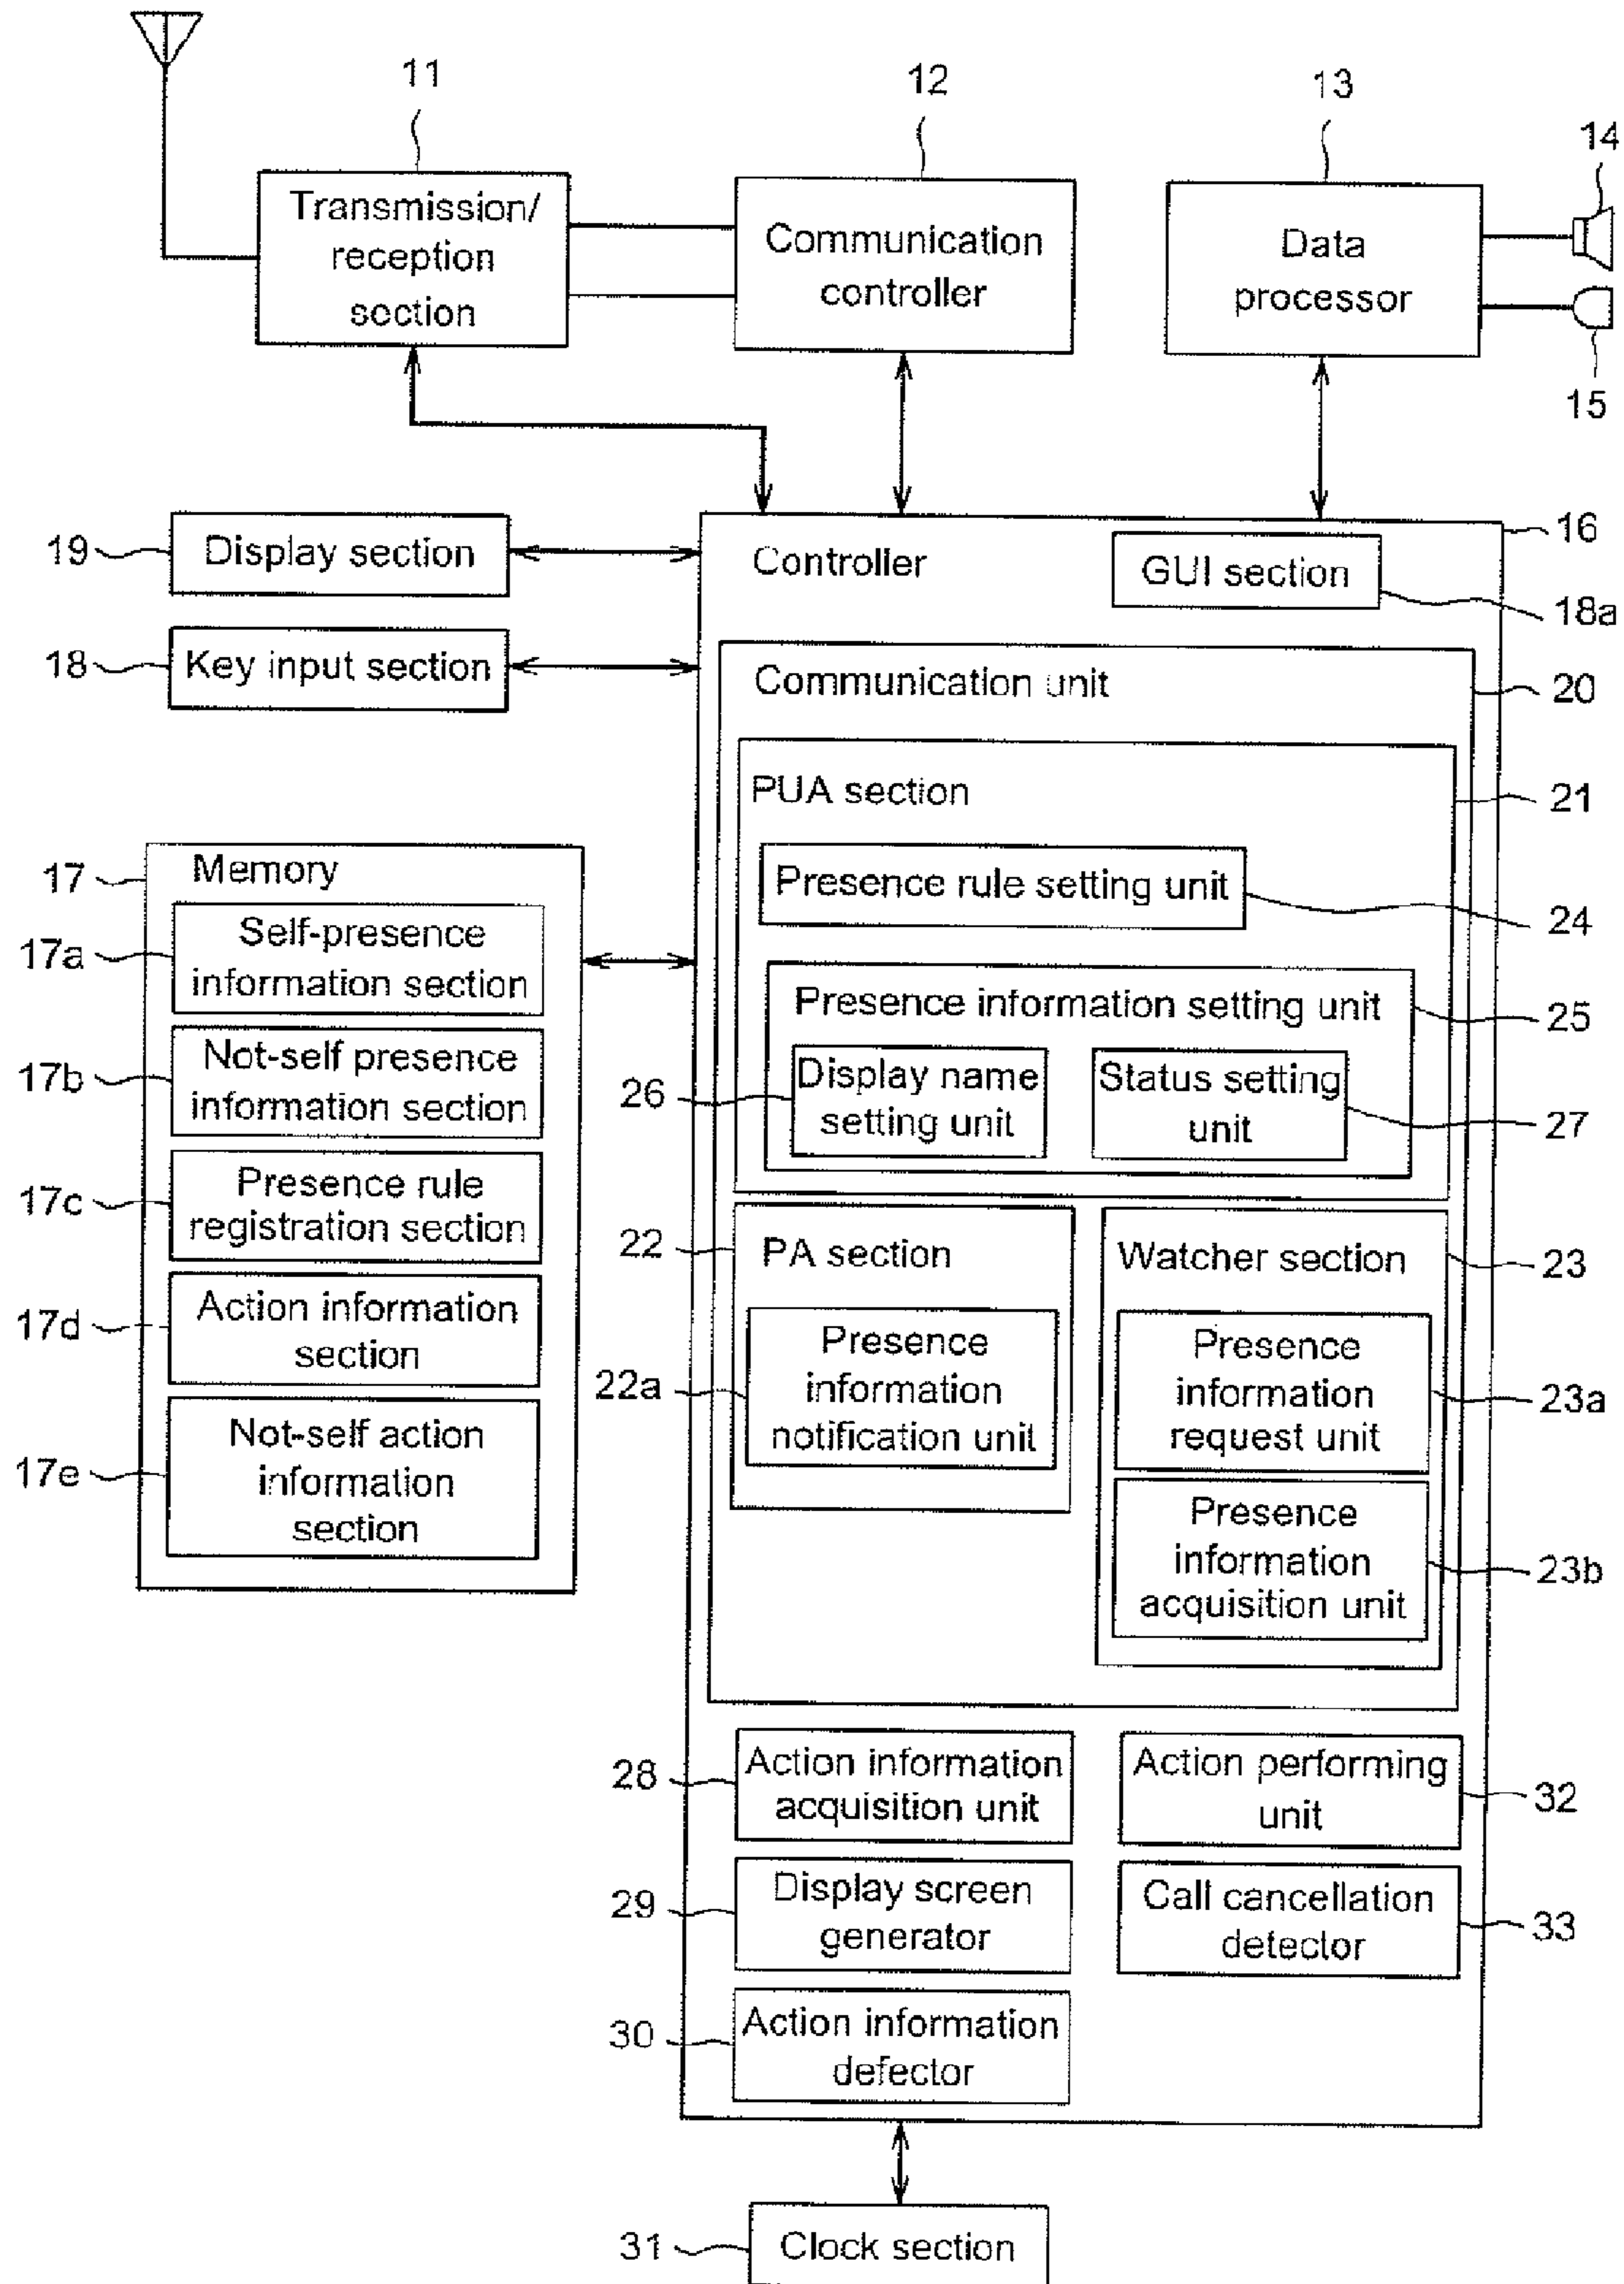 11
12
13
14
Transmission/
reception
section
Communication
controller
Data
processor
15
16
19
Display section
Controller
GUI section
18a
18
Key input section
Communication unit
20
PUA section
21
17
Memory
Presence rule setting unit
24
17a
Self-presence
information section
Presence information setting unit
25
17b
Not-self presence
information section
26
Display name
setting unit
Status setting
unit
27
17c
Presence rule
registration section
22
PA section
Watcher section
23
17d
Action information
section
22a
Presence
information
notification unit
Presence
information
request unit
23a
17e
Not-self action
information
section
Presence
information
acquisition unit
23b
28
Action information
acquisition unit
Action performing
unit
32
29
Display screen
generator
Call cancellation
detector
33
30
Action information
defector
31
Clock section